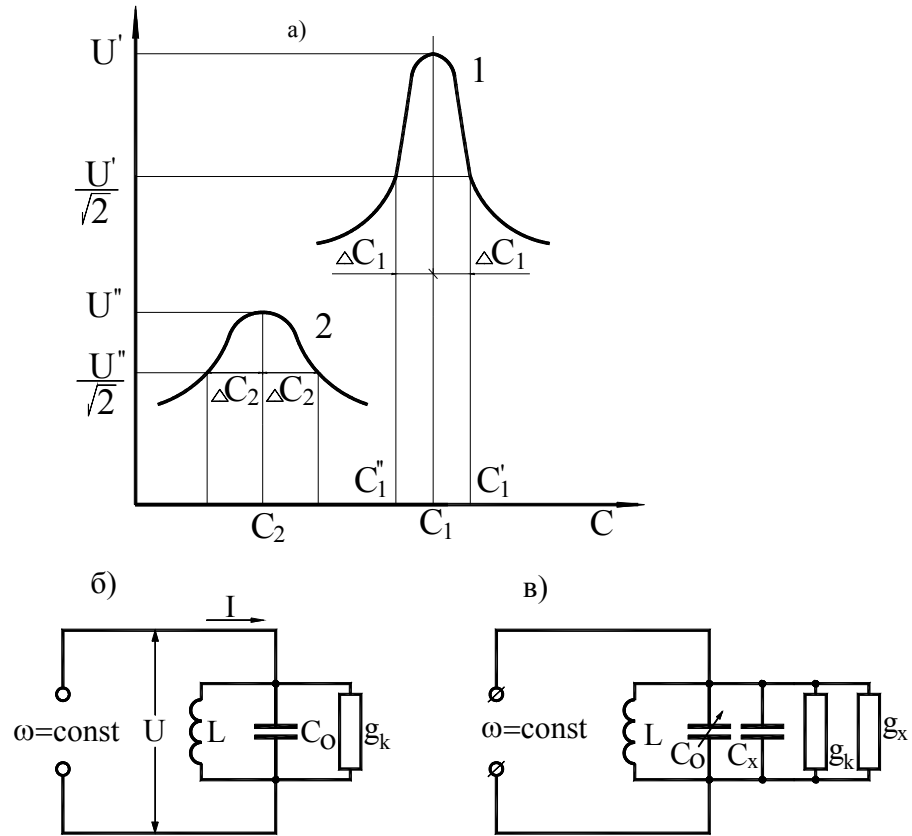 a)
U'
1
U'
√2
△C₁
△C₁
U''
2
U''
√2
△C₂
△C₂
C₁''
C₁'
C₂
C₁
C
б)
I
ω=const
U
L
C₀
gₖ
в)
L
C₀
Cₓ
gₖ
gₓ